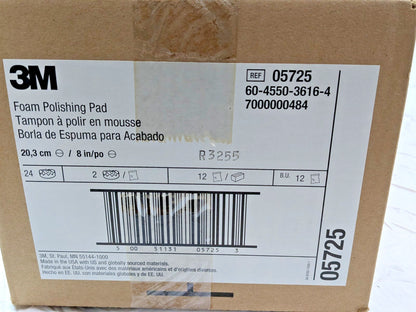 3M
REF 05725
60-4550-3616-4
7000000484
Foam Polishing Pad
Tampon à polir en mousse
Borla de Espuma para Acabado
20,3 cm / 8 in/po
R3255
24 2 / 12 / B.U. 12
5 00 51131 05725 3
3M, St. Paul, MN 55144-1000
Made in the USA with US and globally sourced materials.
Fabriqué aux États-Unis avec des matériaux américains et d'origines diverses.
Hecho en EE. UU. con materiales globales y de EE. UU.
05725